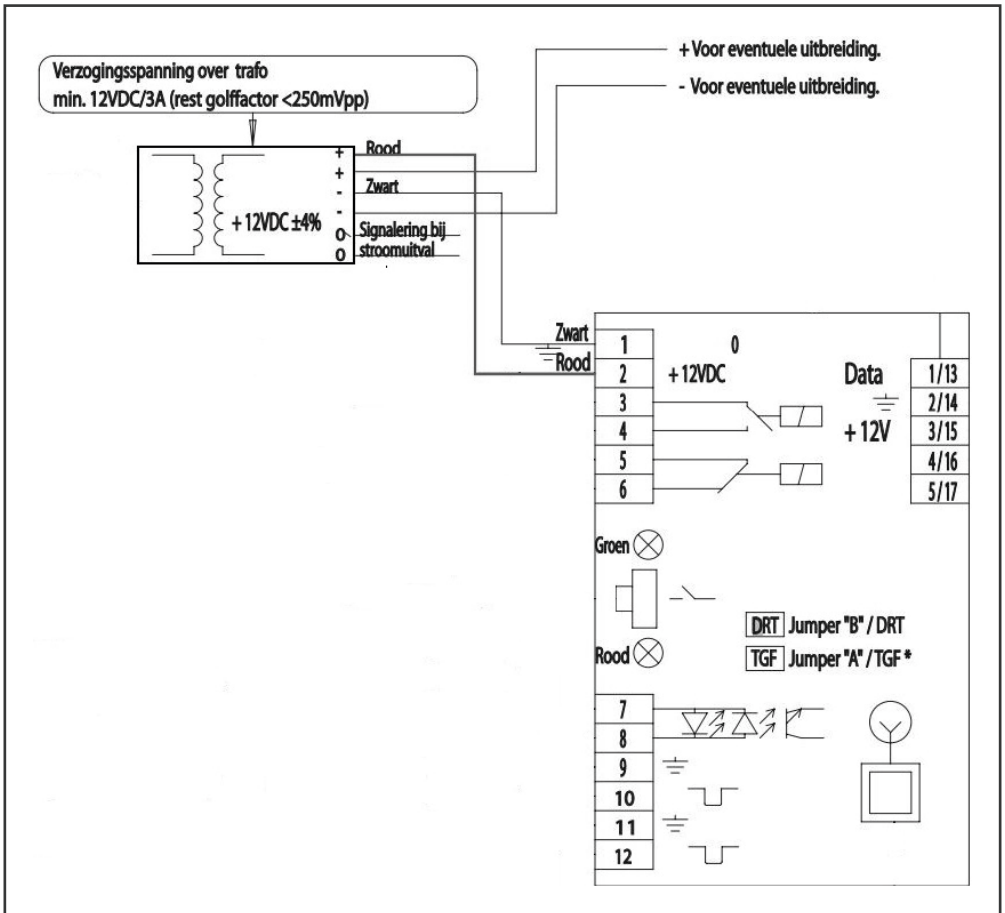 Verzogingsspanning over trafo
min. 12VDC/3A (rest golffactor <250mVpp)
+ Voor eventuele uitbreiding.
- Voor eventuele uitbreiding.
+ Rood
+
- Zwart
-
+ 12VDC ±4%
O Signalering bij
O stroomuitval
Zwart
1 0
Rood
2 + 12VDC
3
4
5
6
Data 1/13
2/14
+ 12V 3/15
4/16
5/17
Groen
DRT Jumper "B" / DRT
Rood
TGF Jumper "A" / TGF *
7
8
9
10
11
12